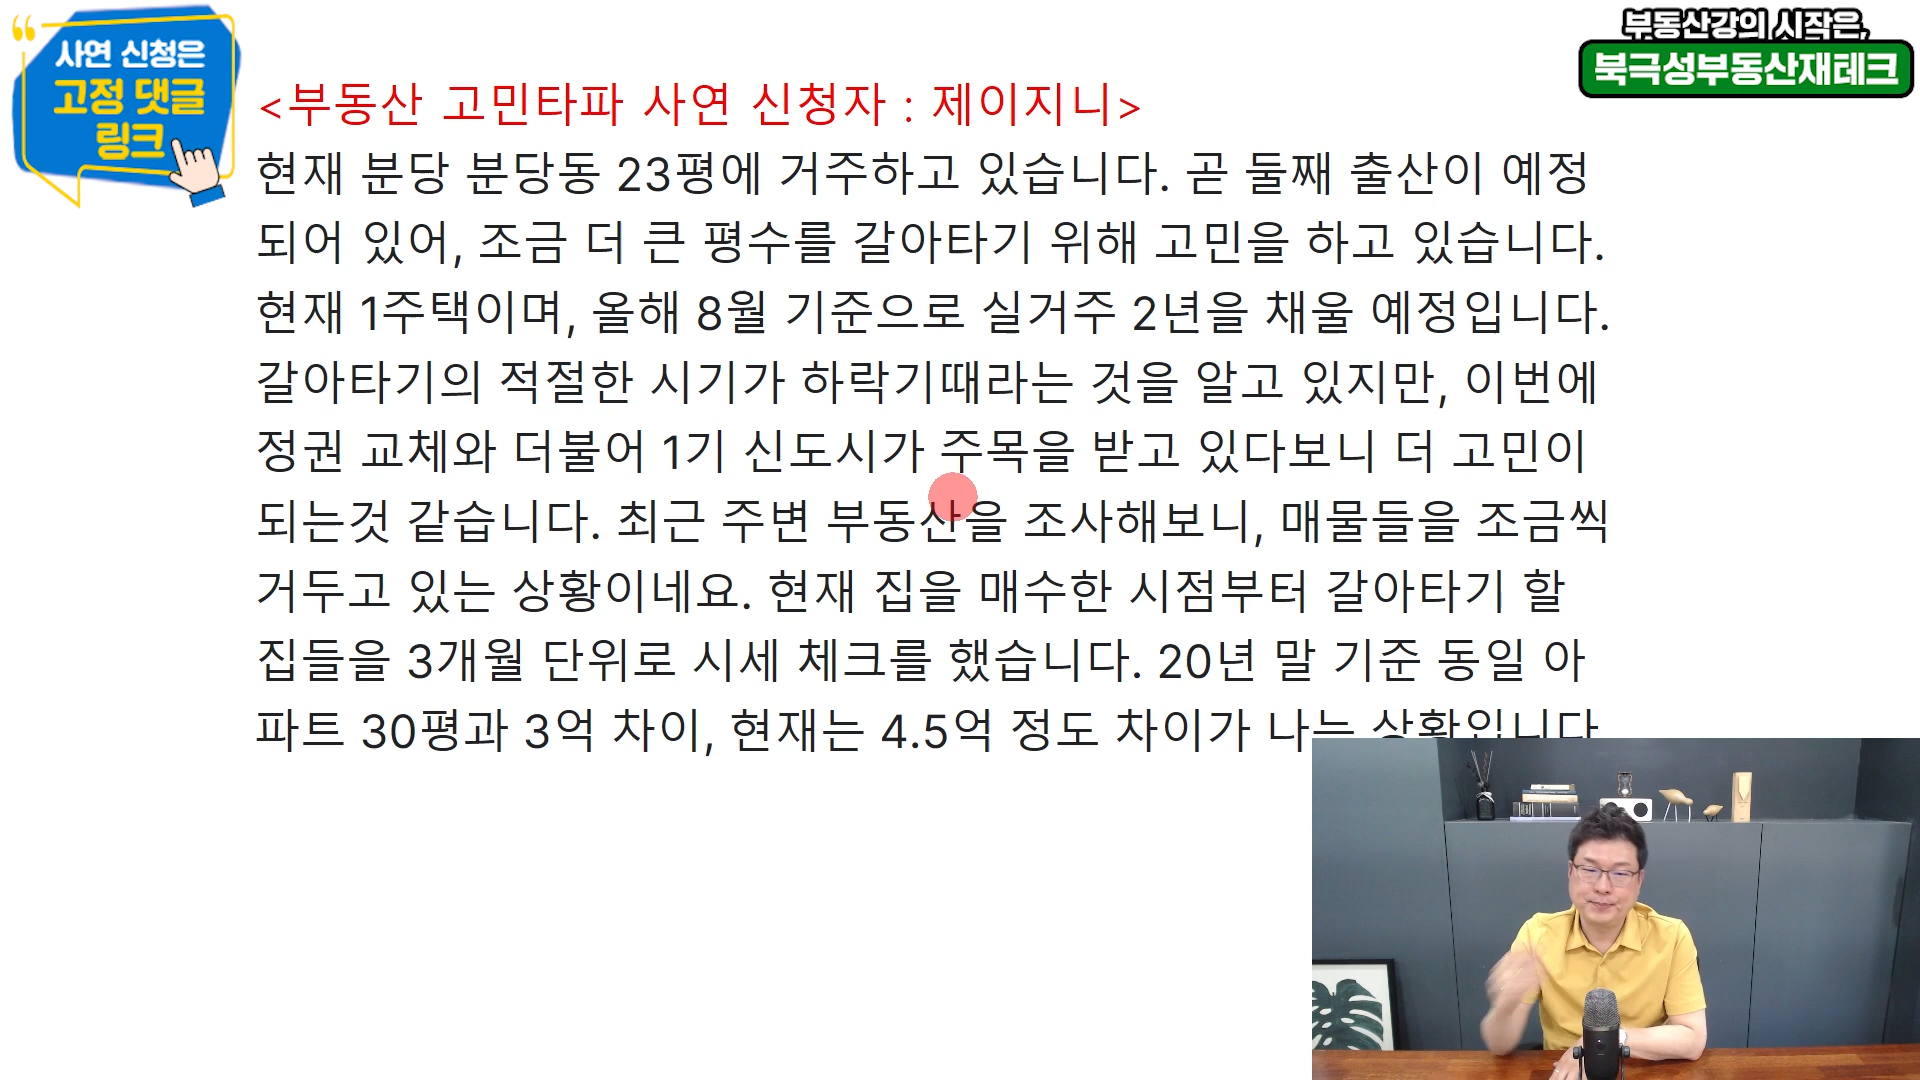 사연 신청은
고정 댓글
링크
부동산강의 시작은,
북극성부동산재테크
<부동산 고민타파 사연 신청자 : 제이지니>
현재 분당 분당동 23평에 거주하고 있습니다. 곧 둘째 출산이 예정
되어 있어, 조금 더 큰 평수를 갈아타기 위해 고민을 하고 있습니다.
현재 1주택이며, 올해 8월 기준으로 실거주 2년을 채울 예정입니다.
갈아타기의 적절한 시기가 하락기때라는 것을 알고 있지만, 이번에
정권 교체와 더불어 1기 신도시가 주목을 받고 있다보니 더 고민이
되는것 같습니다. 최근 주변 부동산을 조사해보니, 매물들을 조금씩
거두고 있는 상황이네요. 현재 집을 매수한 시점부터 갈아타기 할
집들을 3개월 단위로 시세 체크를 했습니다. 20년 말 기준 동일 아
파트 30평과 3억 차이, 현재는 4.5억 정도 차이가 나는 상황입니다